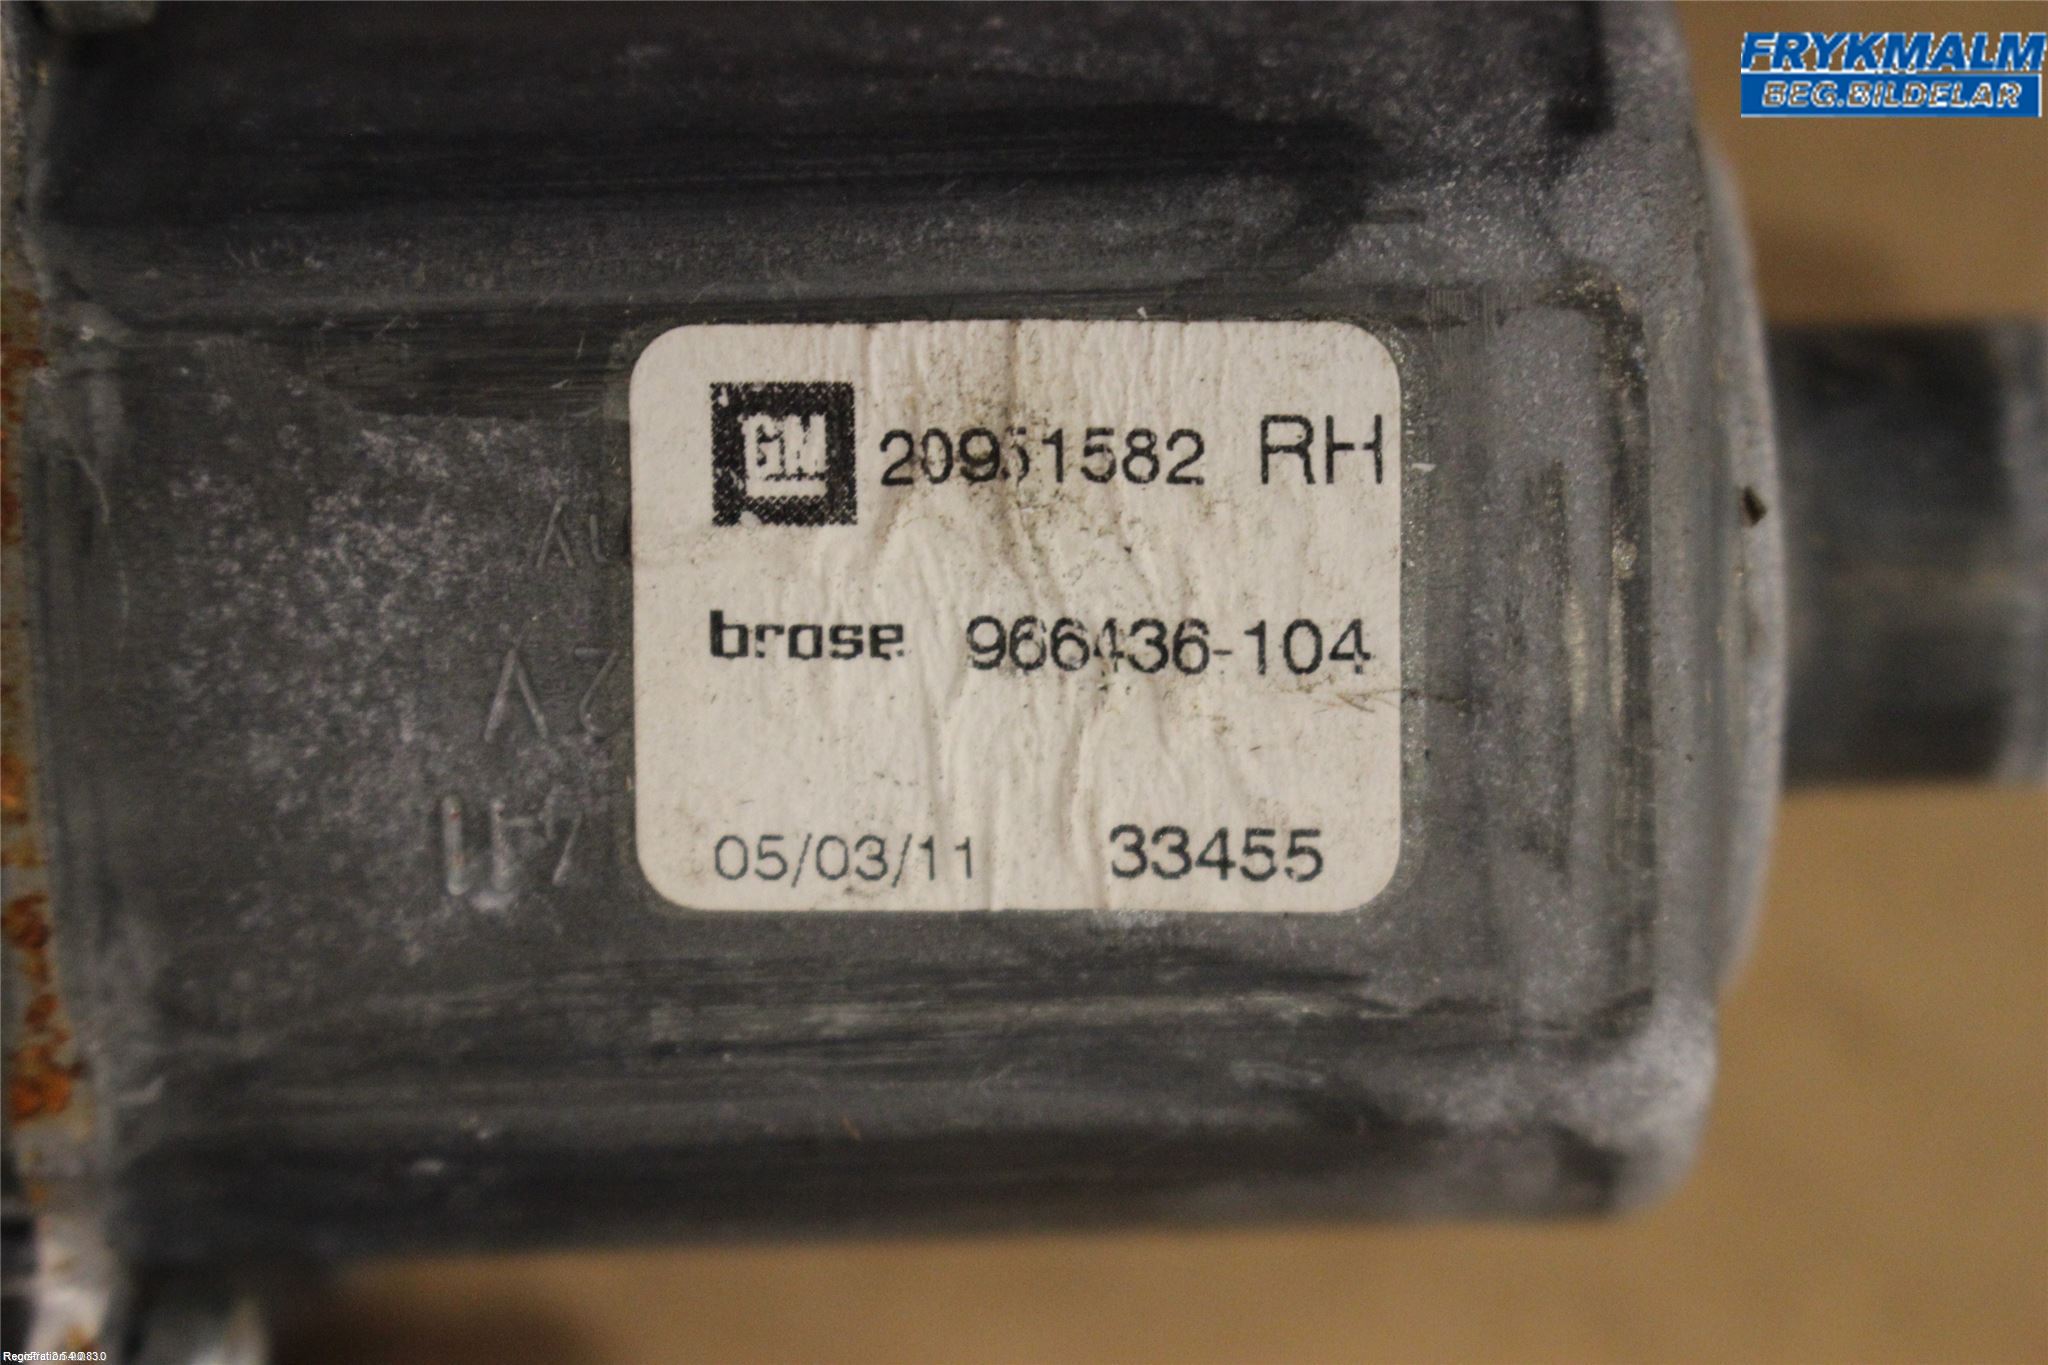 FRYKMALM
BEG.BILDELAR
GM 20951582 RH
brose 966436-104
05/03/11 33455